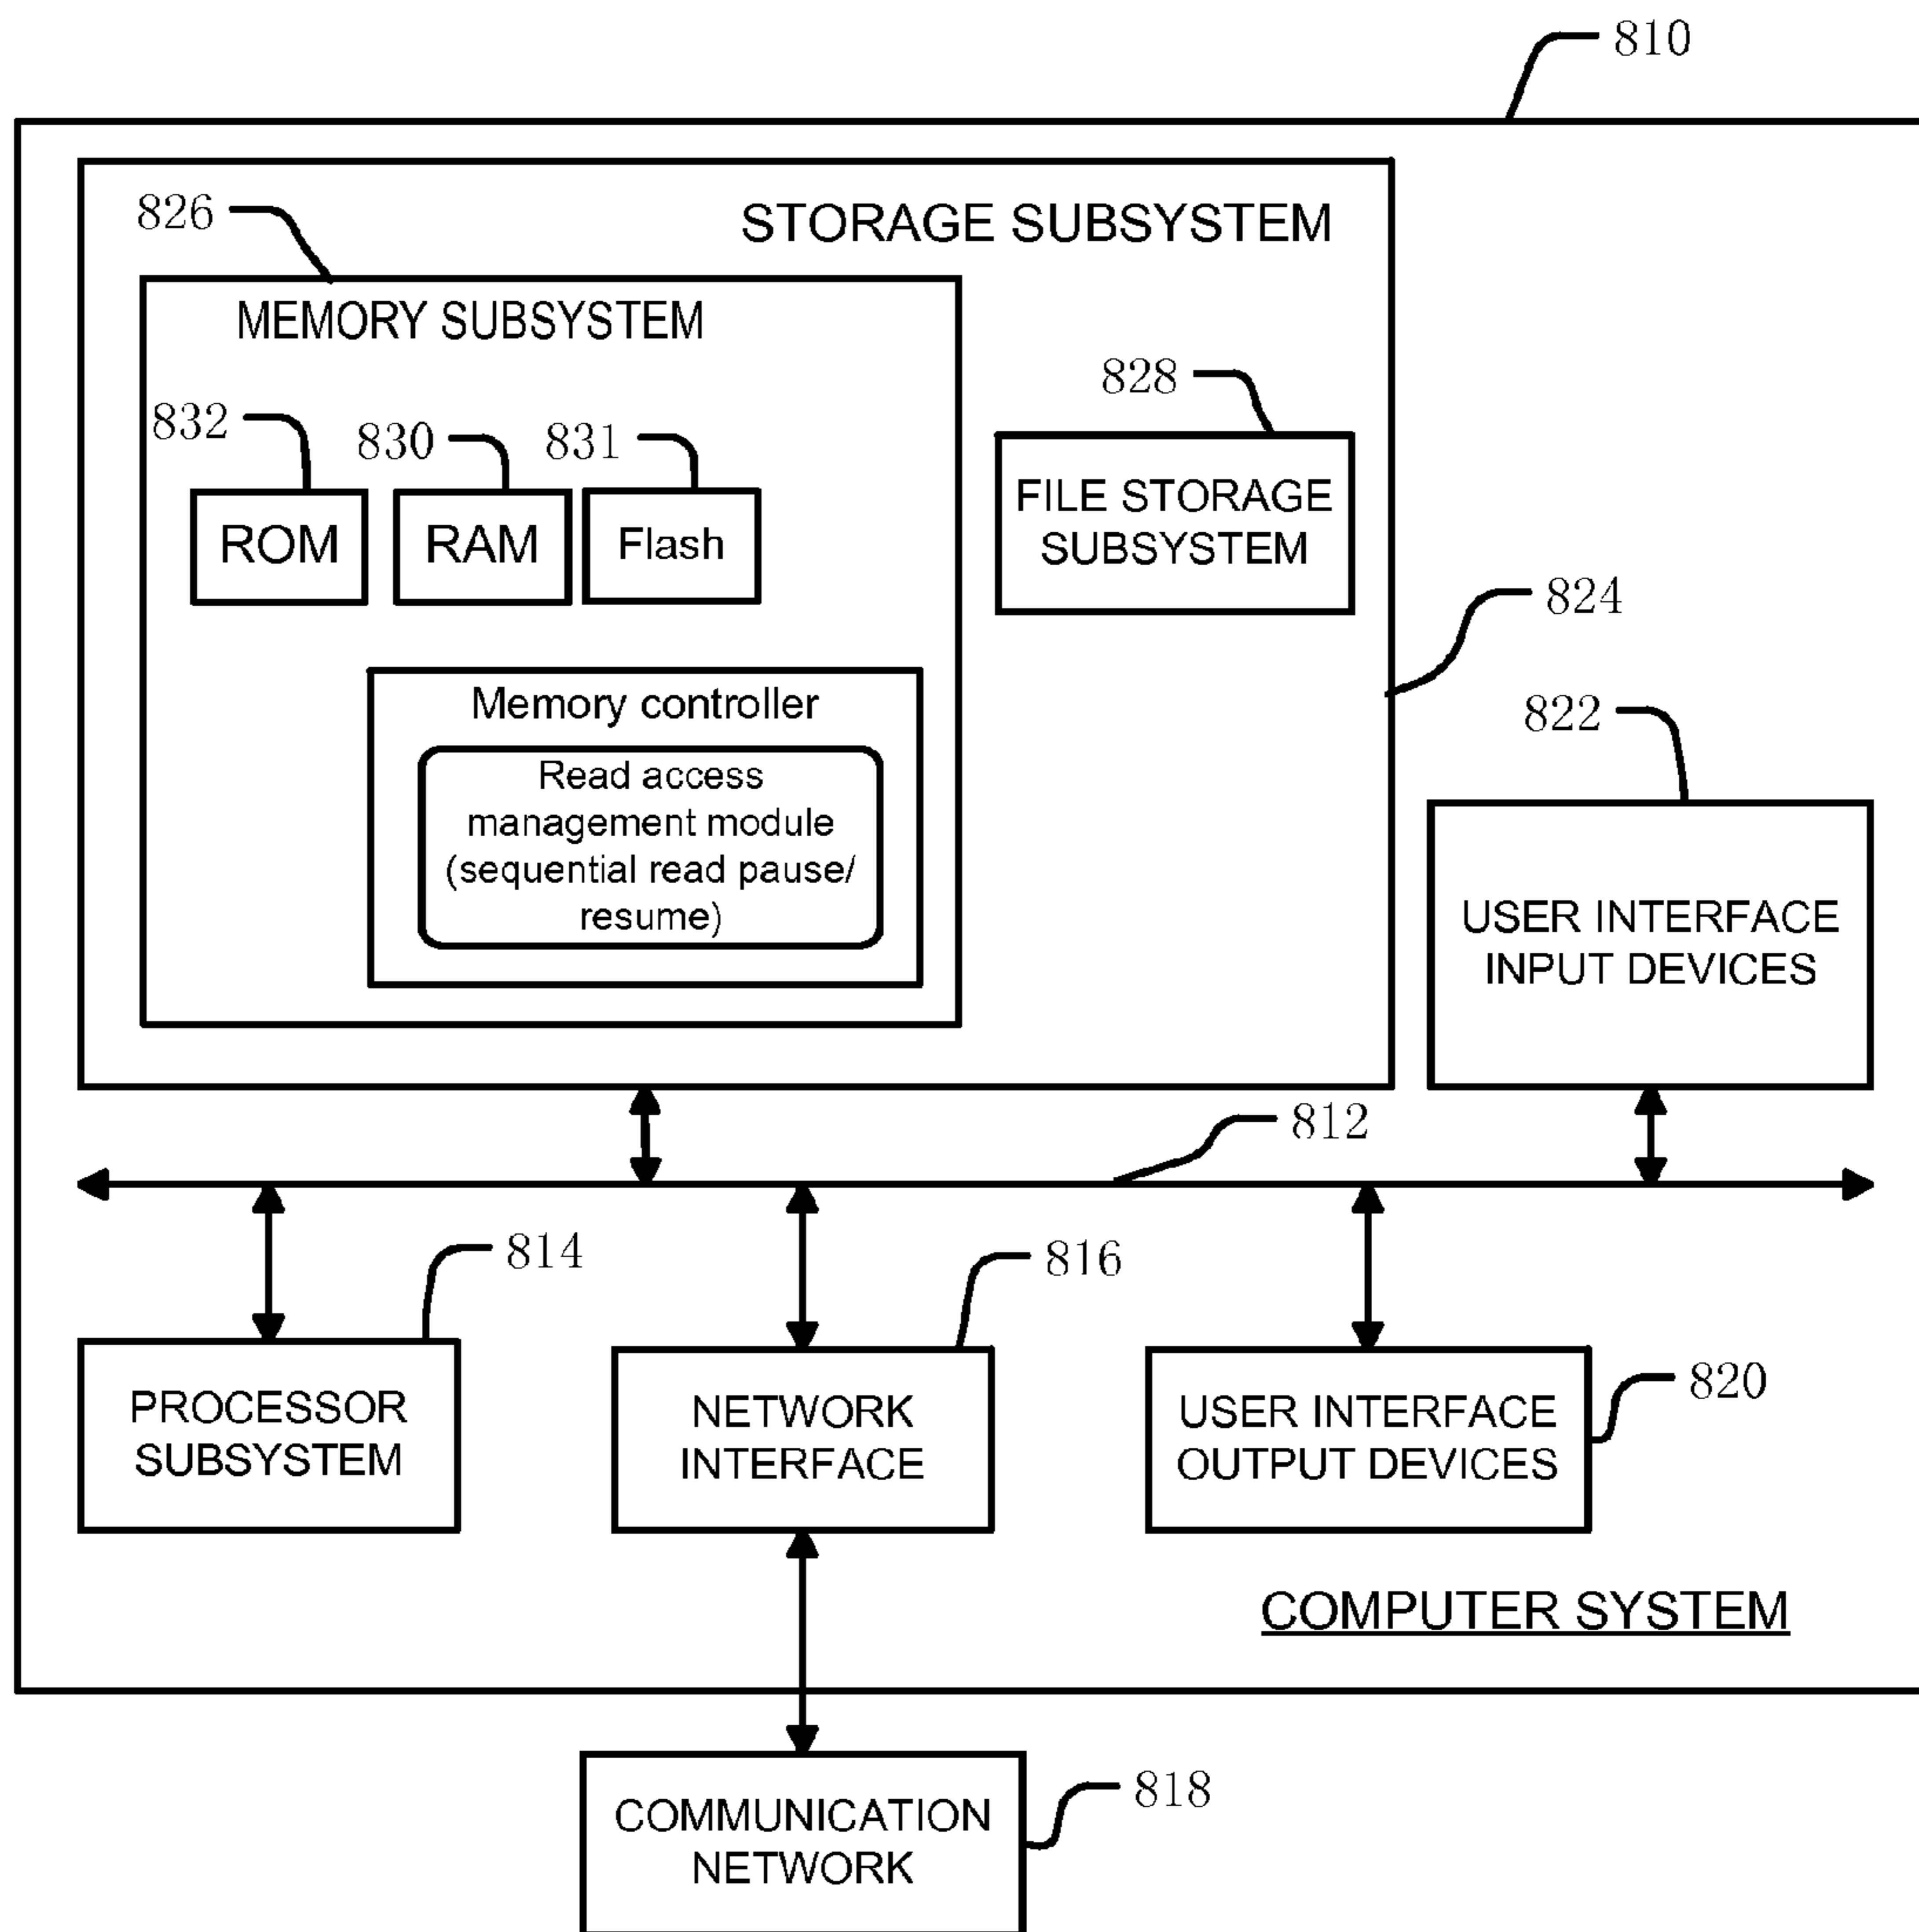 810
STORAGE SUBSYSTEM
826
MEMORY SUBSYSTEM
828
832
830
831
ROM
RAM
Flash
FILE STORAGE
SUBSYSTEM
824
Memory controller
822
Read access
management module
(sequential read pause/
resume)
USER INTERFACE
INPUT DEVICES
812
814
816
PROCESSOR
SUBSYSTEM
NETWORK
INTERFACE
USER INTERFACE
OUTPUT DEVICES
820
COMPUTER SYSTEM
818
COMMUNICATION
NETWORK